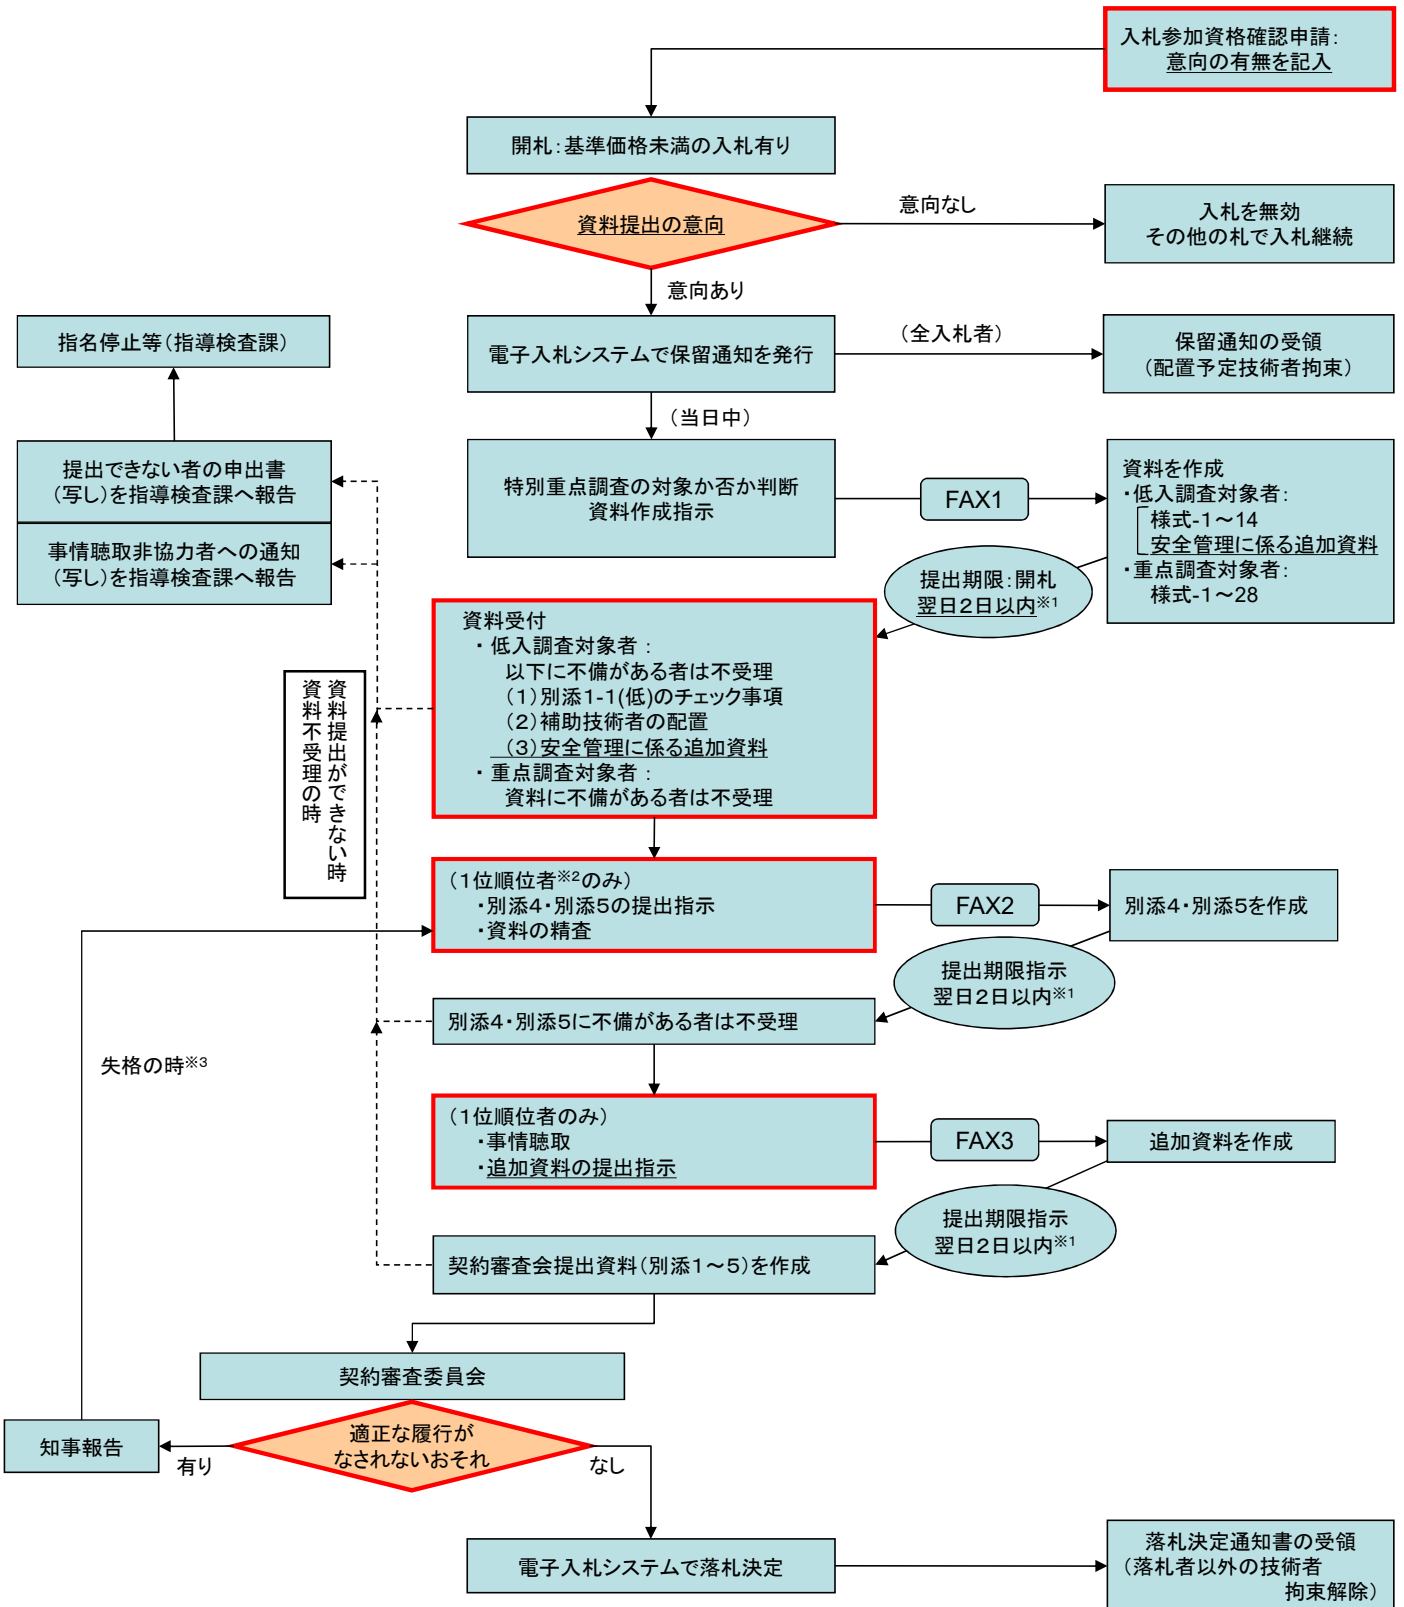 入札参加資格確認申請：
意向の有無を記入
開札：基準価格未満の入札有り
資料提出の意向
意向なし
入札を無効
その他の札で入札継続
意向あり
指名停止等（指導検査課）
電子入札システムで保留通知を発行
（全入札者）
保留通知の受領
（配置予定技術者拘束）
（当日中）
提出できない者の申出書
（写し）を指導検査課へ報告
事情聴取非協力者への通知
（写し）を指導検査課へ報告
特別重点調査の対象か否か判断
資料作成指示
FAX1
資料を作成
・低入調査対象者：
様式-1～14
安全管理に係る追加資料
・重点調査対象者：
様式-1～28
提出期限：開札
翌日2日以内※1
資料受付
・低入調査対象者：
以下に不備がある者は不受理
（1）別添1-1(低)のチェック事項
（2）補助技術者の配置
（3）安全管理に係る追加資料
・重点調査対象者：
資料に不備がある者は不受理
資料提出ができない時
資料不受理の時
（1位順位者※2のみ）
・別添4・別添5の提出指示
・資料の精査
FAX2
別添4・別添5を作成
提出期限指示
翌日2日以内※1
別添4・別添5に不備がある者は不受理
失格の時※3
（1位順位者のみ）
・事情聴取
・追加資料の提出指示
FAX3
追加資料を作成
提出期限指示
翌日2日以内※1
契約審査会提出資料（別添1～5）を作成
契約審査委員会
適正な履行が
なされないおそれ
知事報告
有り
なし
電子入札システムで落札決定
落札決定通知書の受領
（落札者以外の技術者
拘束解除）